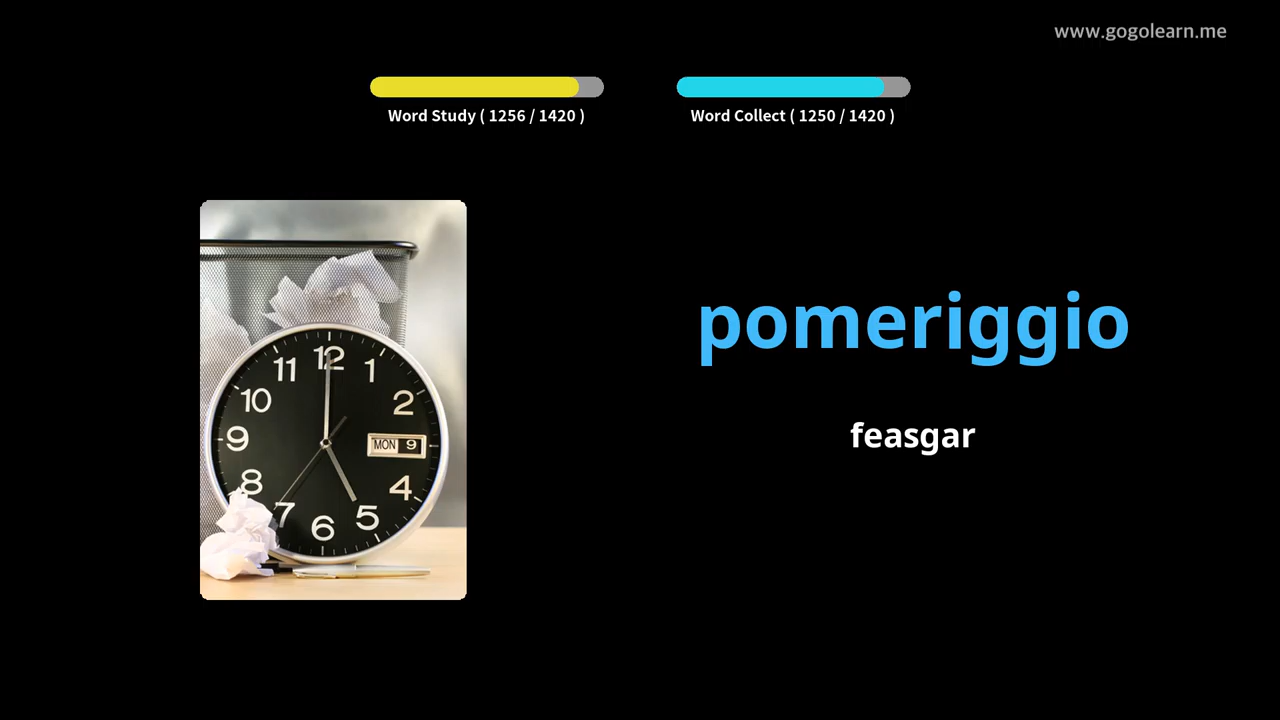 www.gogolearn.me
Word Study ( 1256 / 1420 )
Word Collect ( 1250 / 1420 )
pomeriggio
feasgar
12
11
1
10
2
9
MON 9
8
4
7
5
6